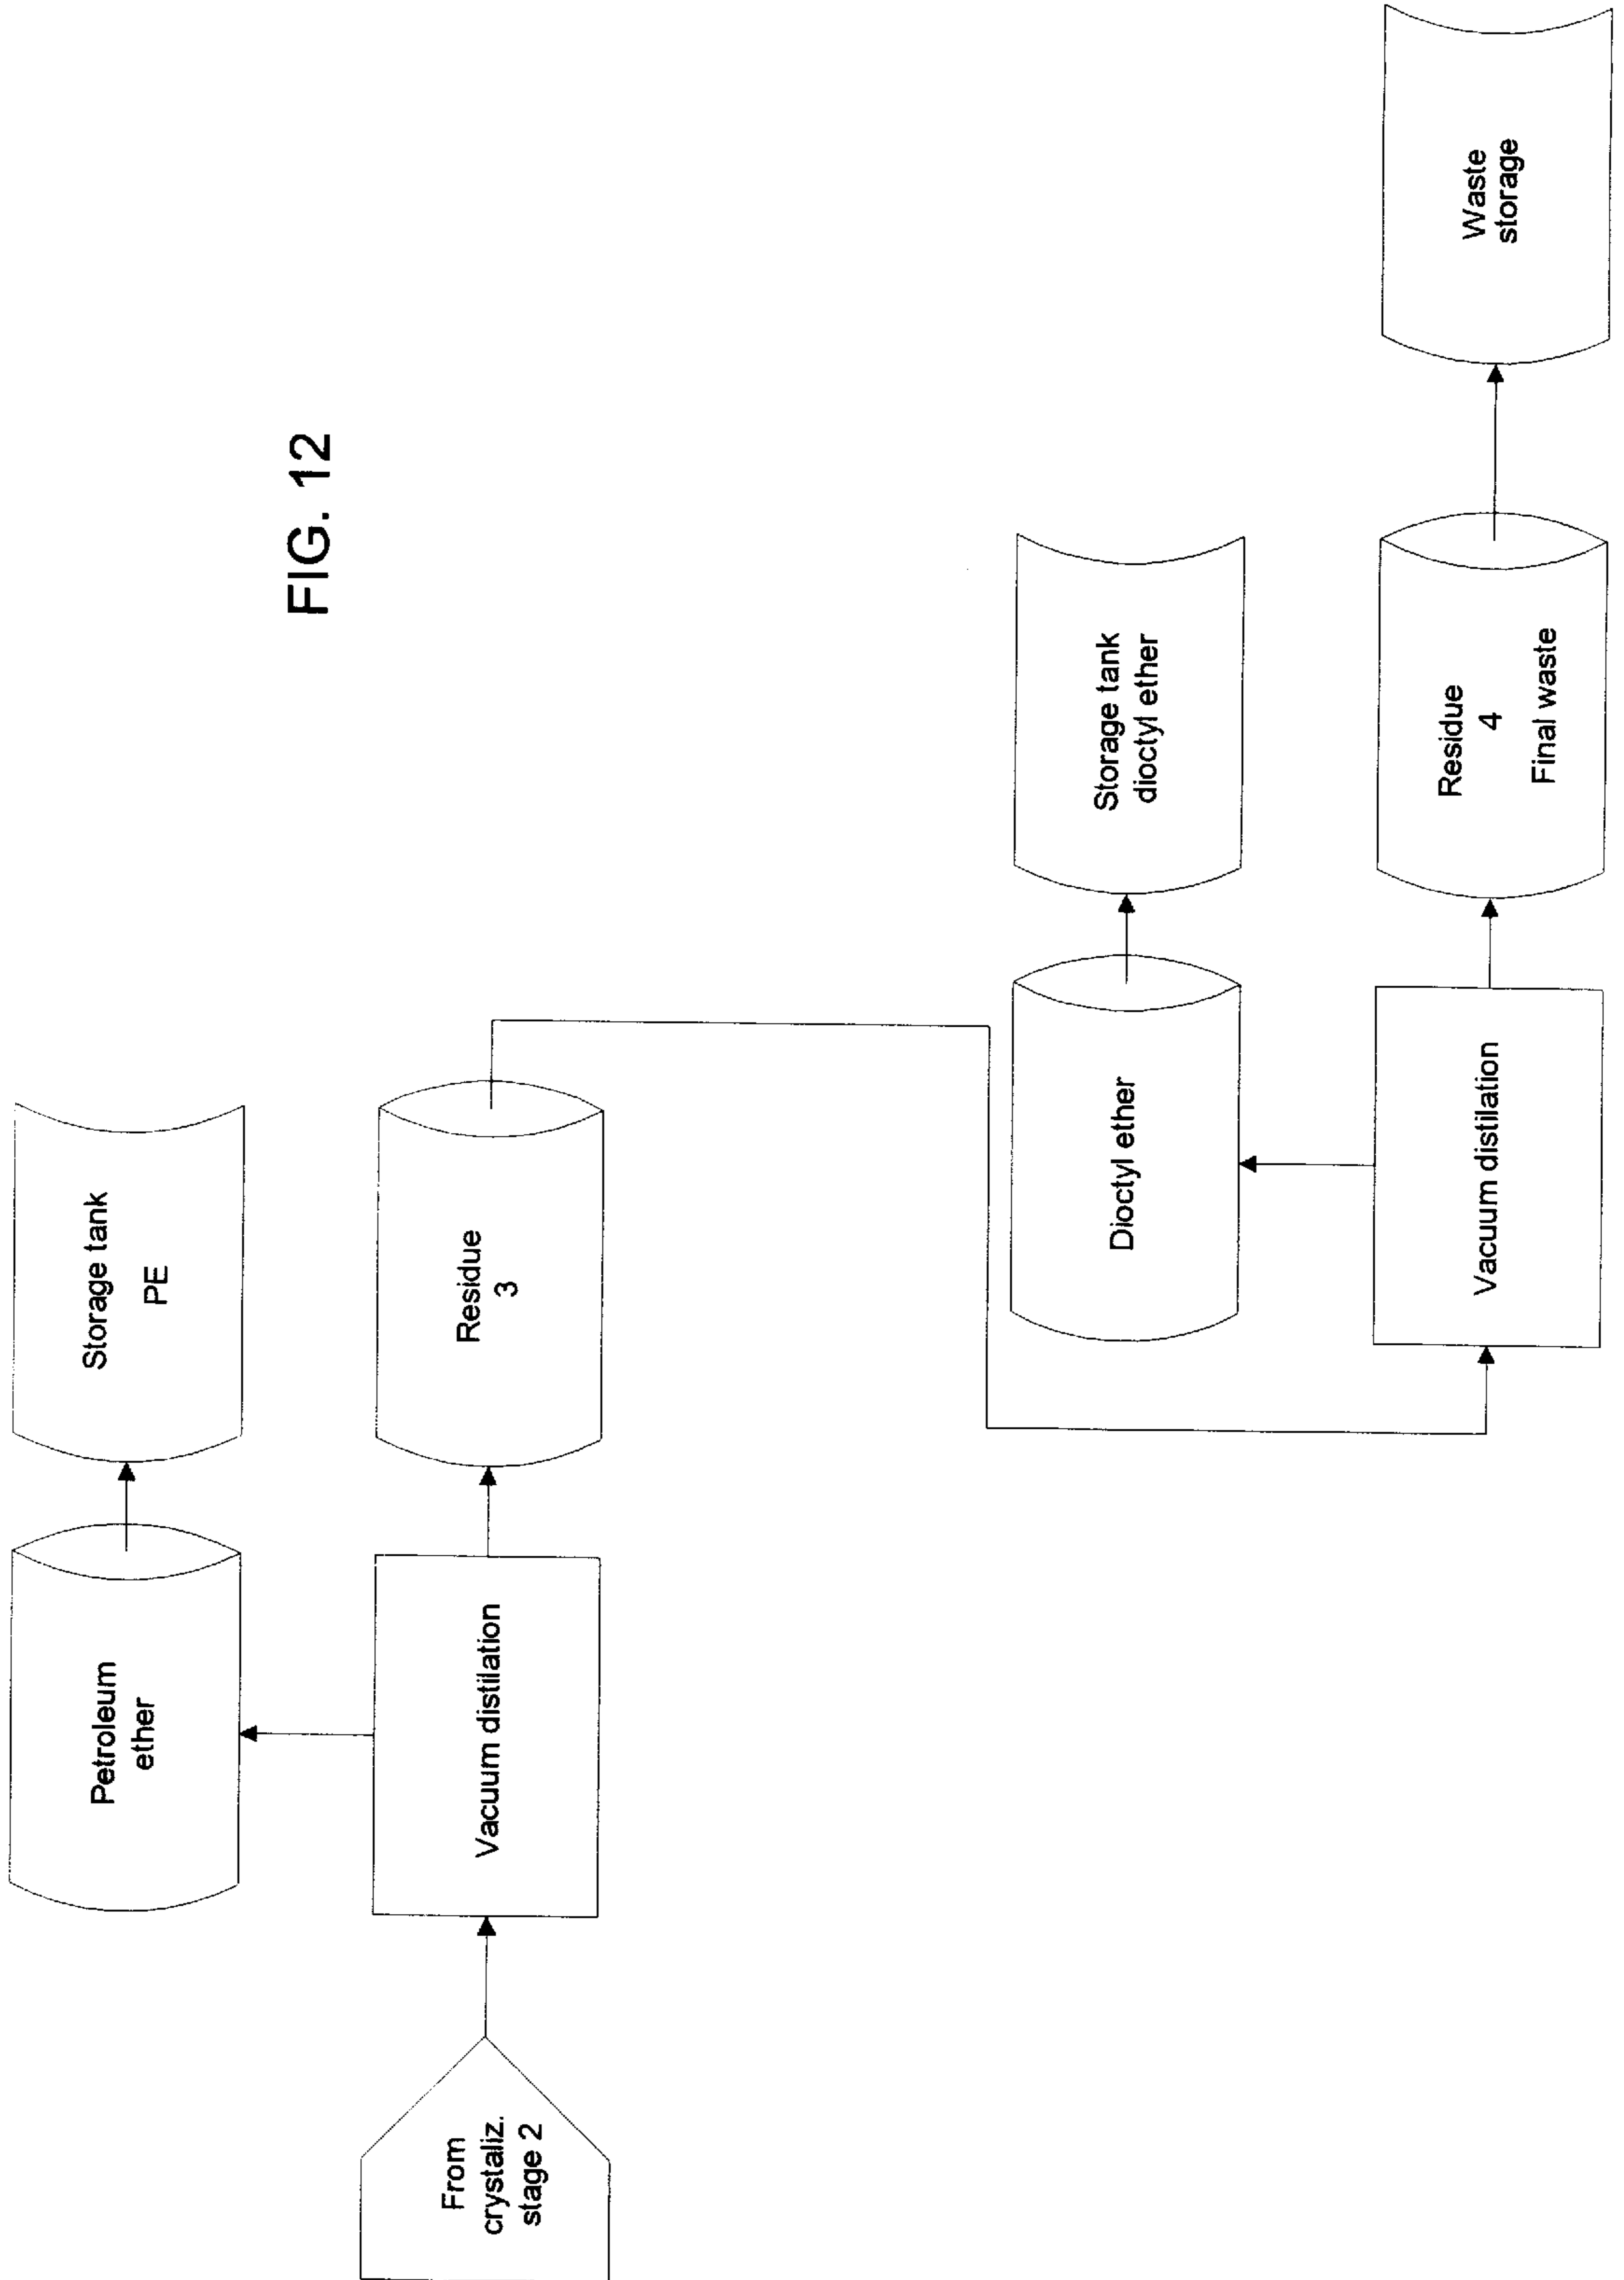 FIG. 12
Petroleum
ether
Storage tank
PE
From
crystaliz.
stage 2
Vacuum distilation
Residue
3
Dioctyl ether
Storage tank
dioctyl ether
Vacuum distilation
Residue
4
Final waste
Waste
storage